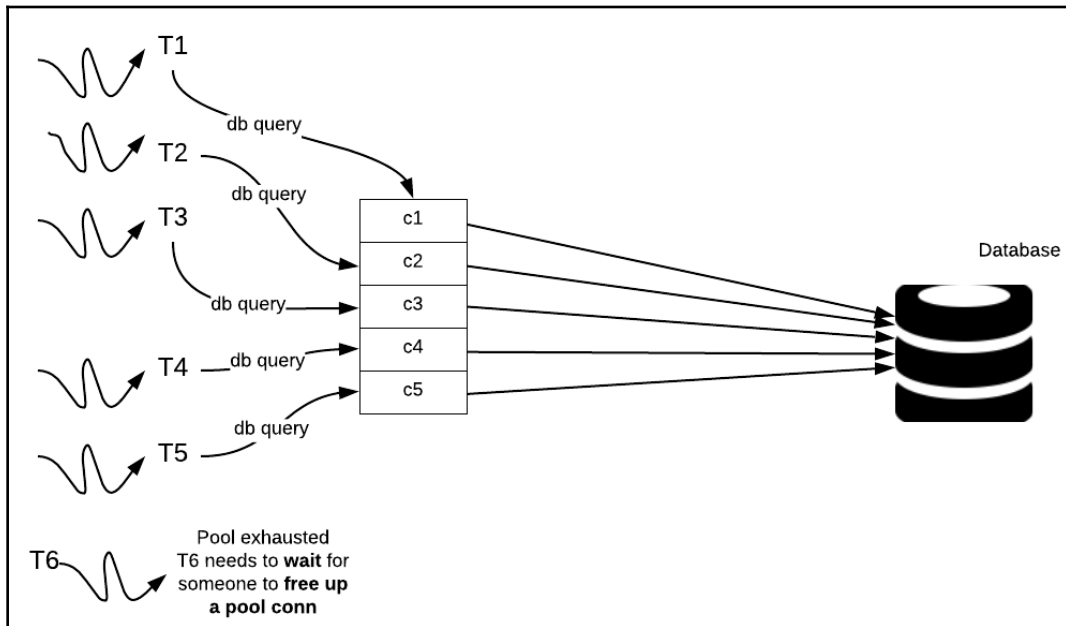 T1
db query
T2
db query
T3
db query
T4
db query
T5
db query
c1
c2
c3
c4
c5
Database
T6
Pool exhausted
T6 needs to wait for
someone to free up
a pool conn